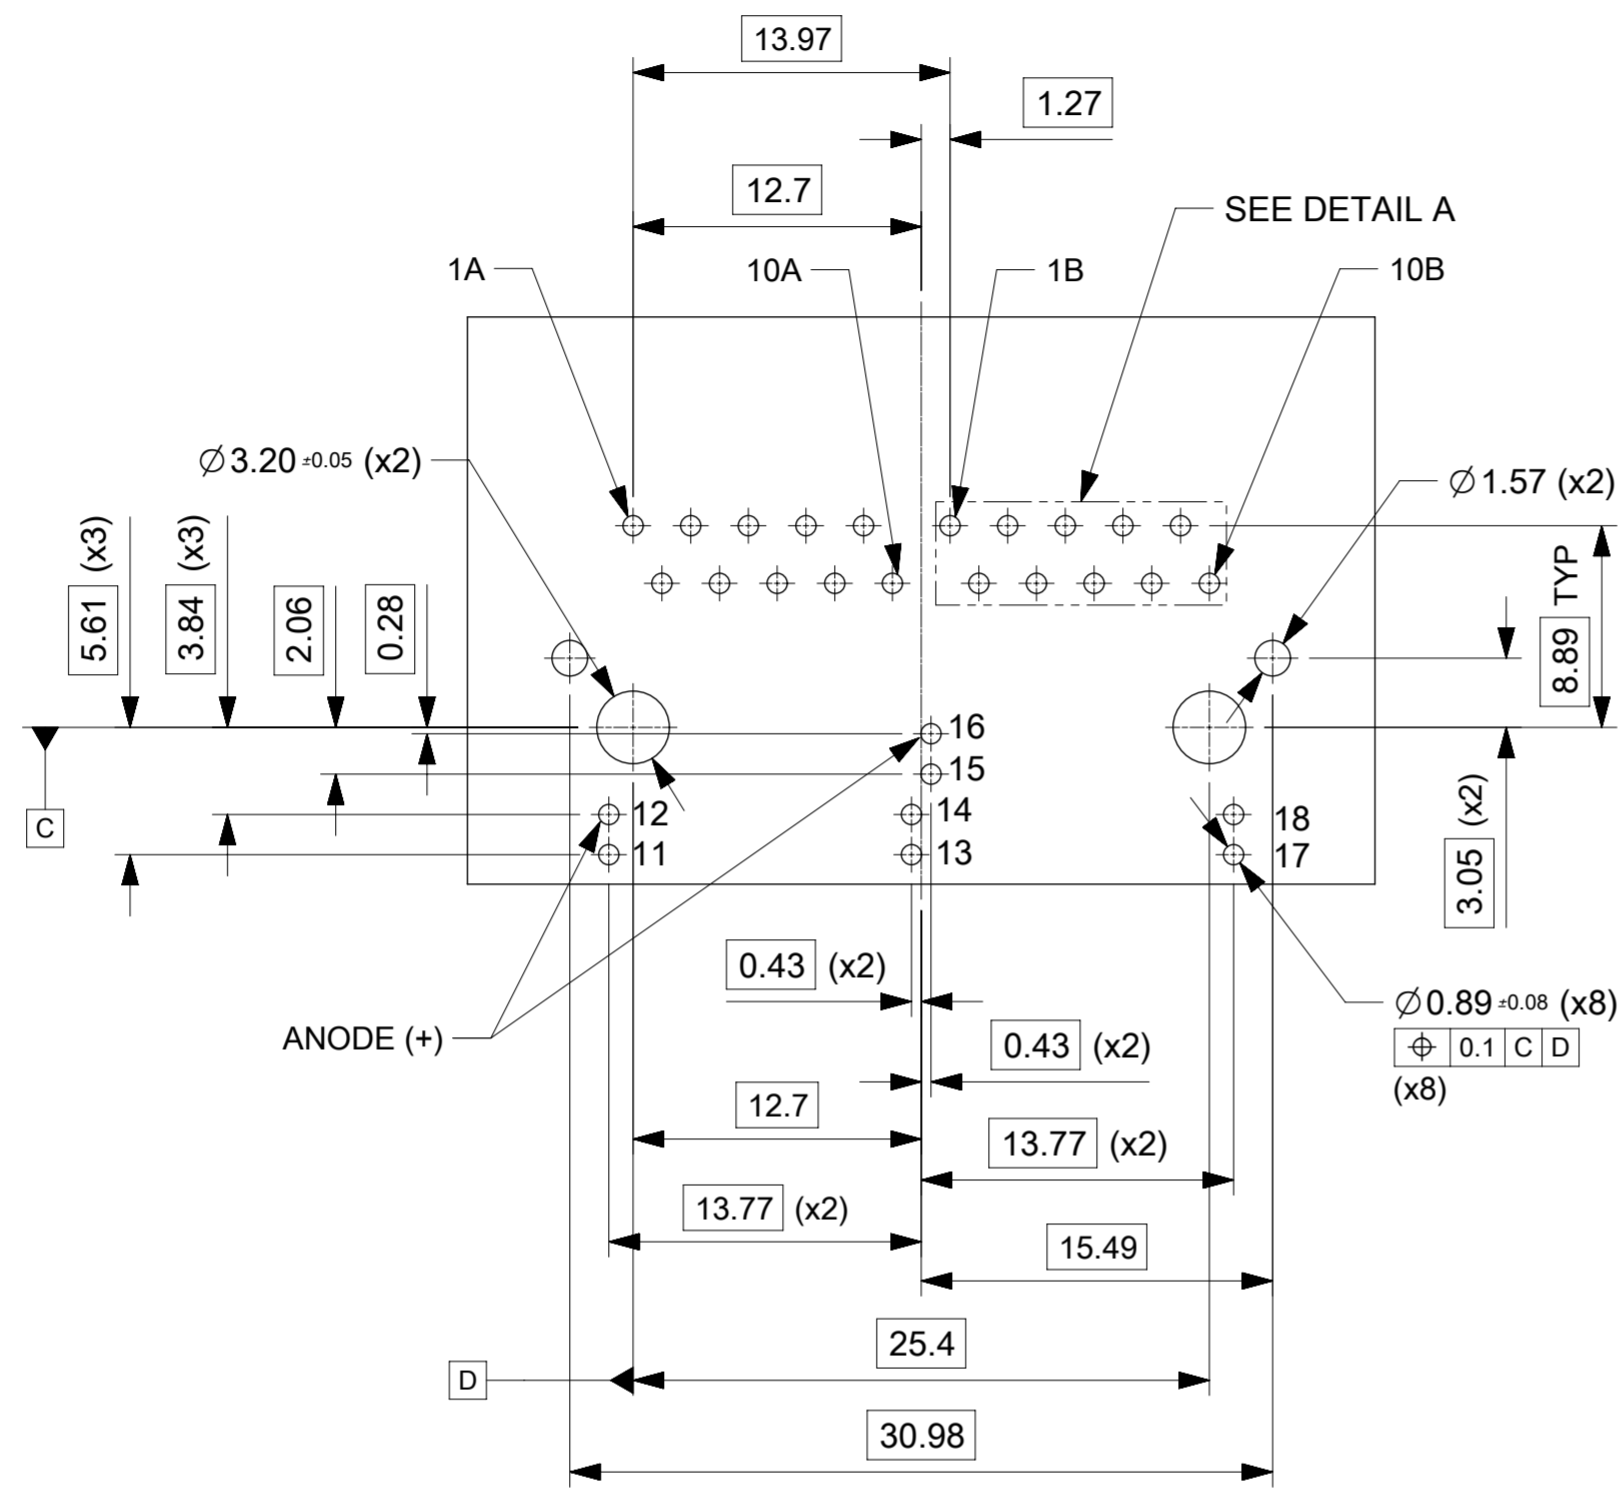 13.97
1.27
12.7
SEE DETAIL A
1A
10A
1B
10B
Ø3.20 ±0.05 (x2)
Ø1.57 (x2)
5.61 (x3)
3.84 (x3)
2.06
0.28
8.89 TYP
C
16
15
12
14
18
11
13
17
3.05 (x2)
0.43 (x2)
Ø0.89 ±0.08 (x8)
⌖ 0.1 C D
(x8)
ANODE (+)
0.43 (x2)
12.7
13.77 (x2)
13.77 (x2)
15.49
25.4
D
30.98